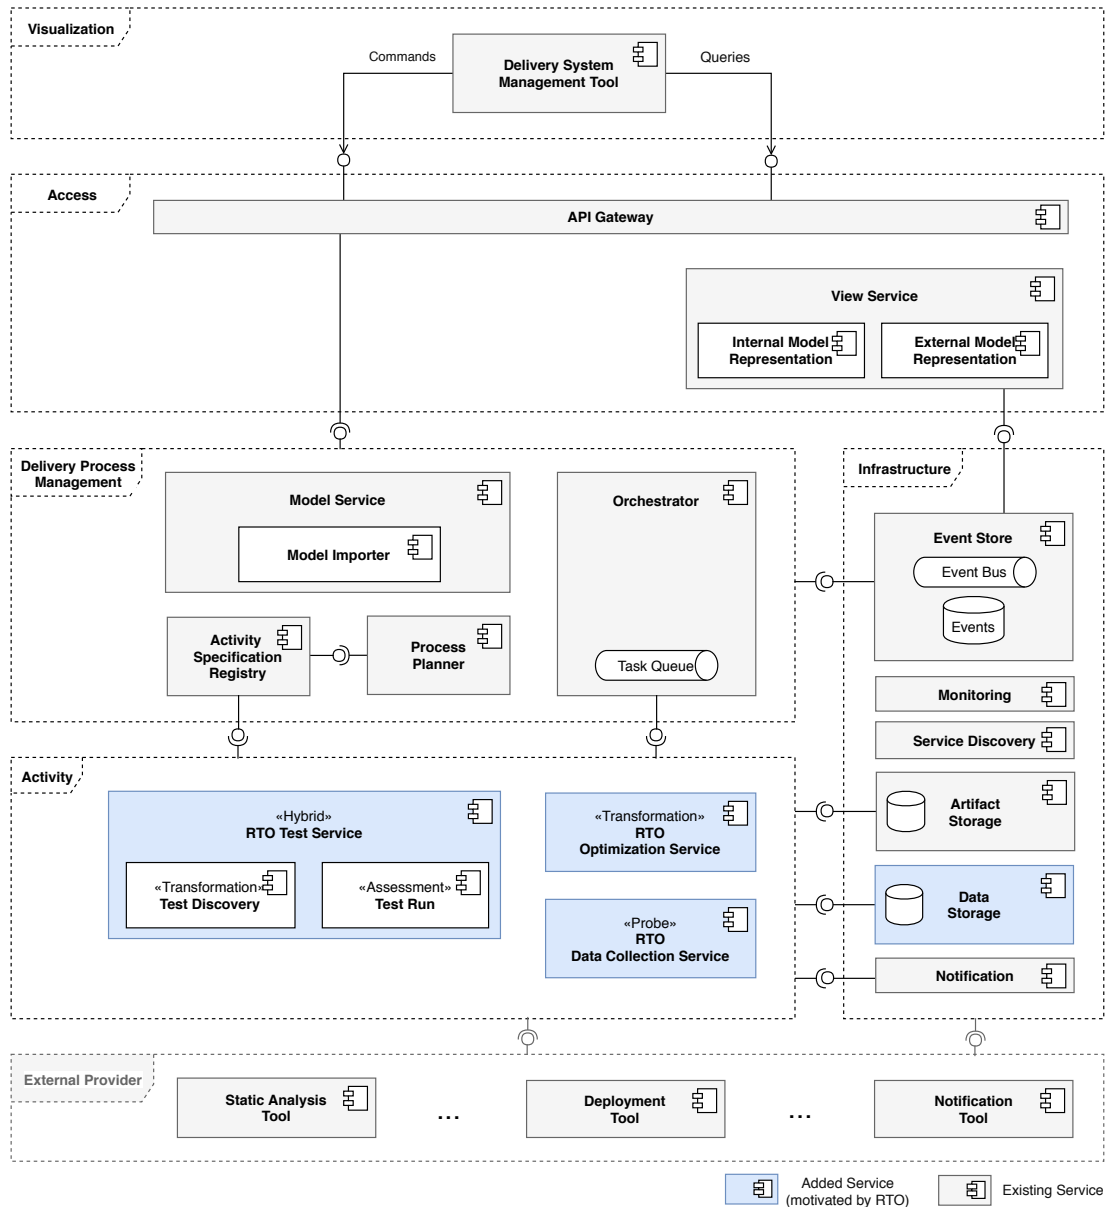 Visualization
Commands
Delivery System
Management Tool
Queries
Access
API Gateway
View Service
Internal Model
Representation
External Model
Representation
Delivery Process
Management
Model Service
Model Importer
Orchestrator
Activity
Specification
Registry
Process
Planner
Task Queue
Infrastructure
Event Store
Event Bus
Events
Monitoring
Service Discovery
Artifact
Storage
Data
Storage
Notification
Activity
«Hybrid»
RTO Test Service
«Transformation»
Test Discovery
«Assessment»
Test Run
«Transformation»
RTO
Optimization Service
«Probe»
RTO
Data Collection Service
External Provider
Static Analysis
Tool
...
Deployment
Tool
...
Notification
Tool
Added Service
(motivated by RTO)
Existing Service